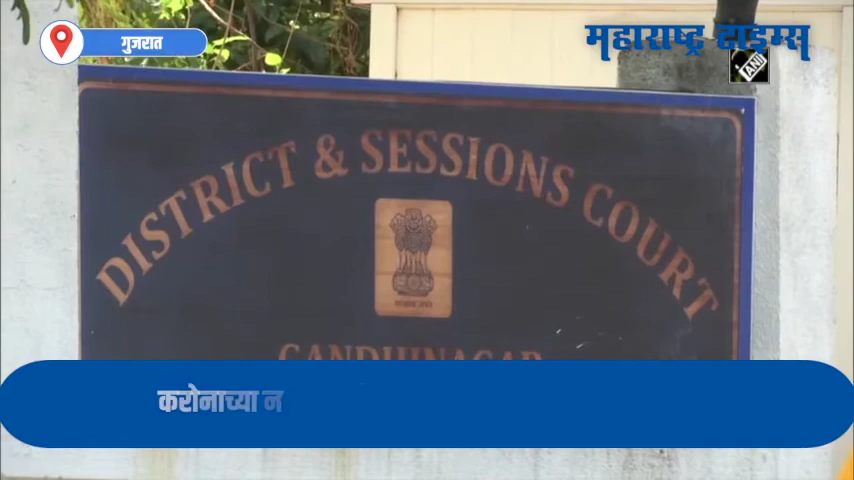 गुजरात
महाराष्ट्र टाइम्स
ANI
DISTRICT & SESSIONS COURT
GANDHINAGAR
करोनाच्या न